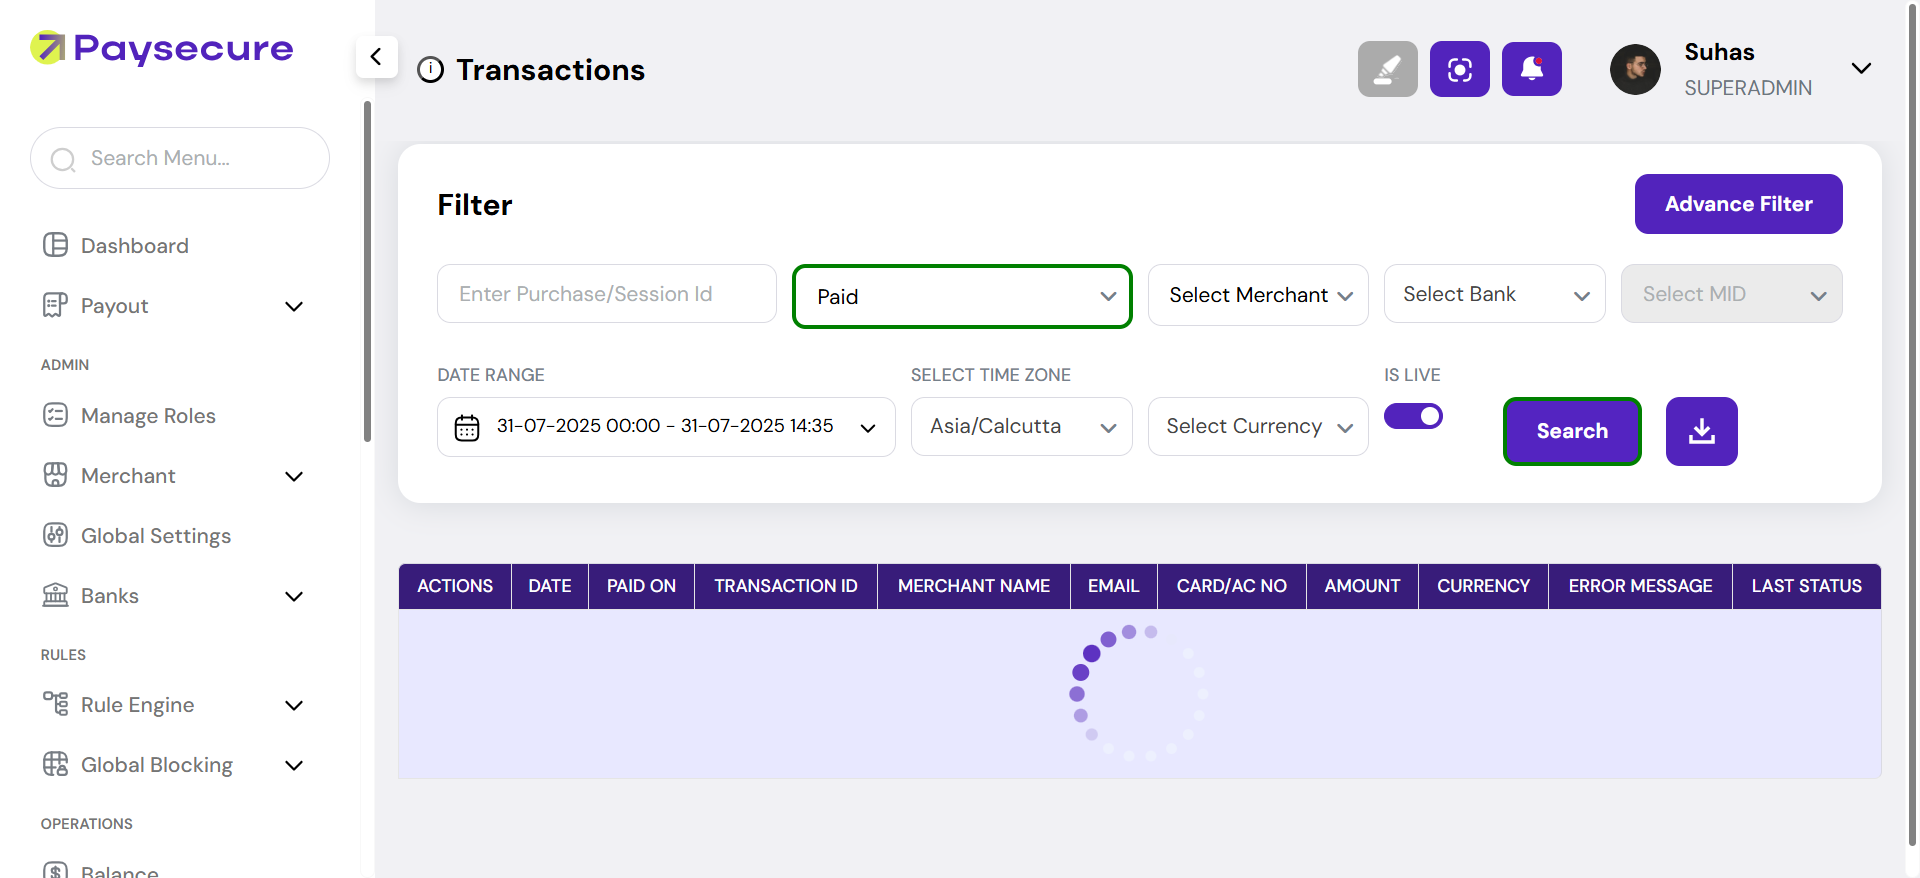 Paysecure
Transactions
Suhas
SUPERADMIN
Search Menu...
Dashboard
Payout
ADMIN
Manage Roles
Merchant
Global Settings
Banks
RULES
Rule Engine
Global Blocking
OPERATIONS
Balance
Filter
Advance Filter
Enter Purchase/Session Id
Paid
Select Merchant
Select Bank
Select MID
DATE RANGE
SELECT TIME ZONE
IS LIVE
31-07-2025 00:00 - 31-07-2025 14:35
Asia/Calcutta
Select Currency
Search
ACTIONS DATE PAID ON TRANSACTION ID MERCHANT NAME EMAIL CARD/AC NO AMOUNT CURRENCY ERROR MESSAGE LAST STATUS